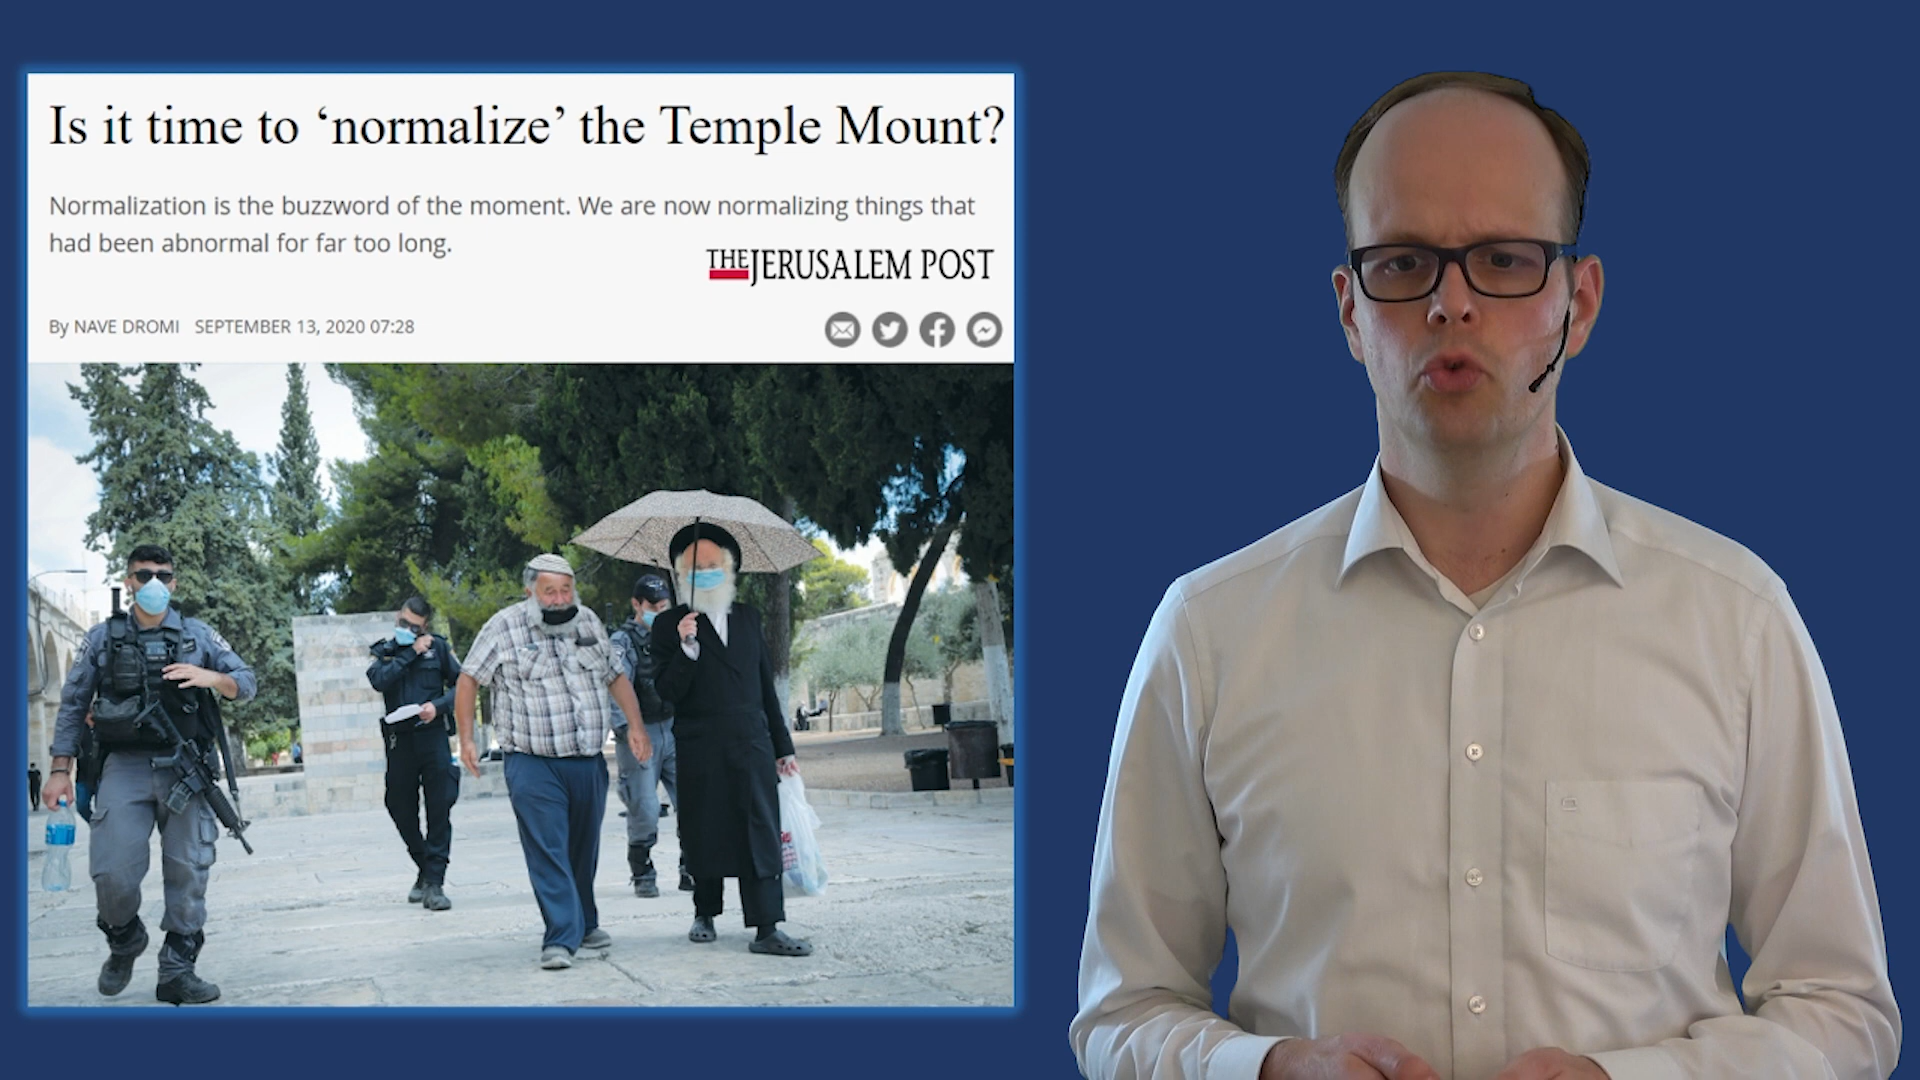 Is it time to ‘normalize’ the Temple Mount?
Normalization is the buzzword of the moment. We are now normalizing things that
had been abnormal for far too long.
THE JERUSALEM POST
By NAVE DROMI SEPTEMBER 13, 2020 07:28